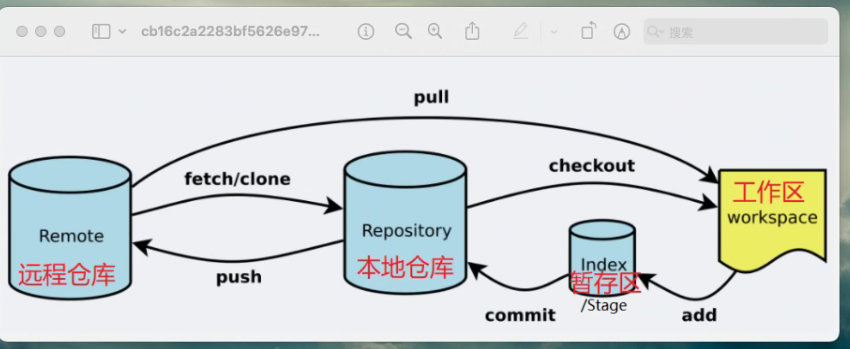 cb16c2a2283bf5626e97...
搜索
pull
fetch/clone
checkout
Remote
远程仓库
push
Repository
本地仓库
工作区
workspace
Index
暂存区
/Stage
commit
add